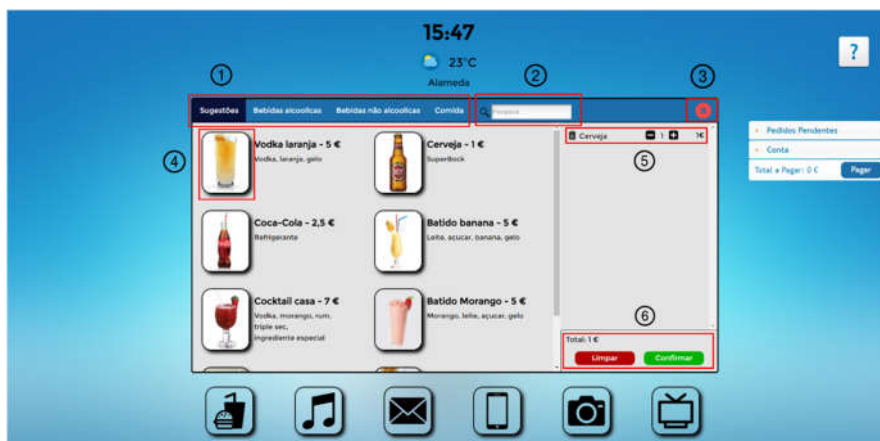 15:47
23°C
Alameda
?
1
2
3
Sugestões Bebidas alcoolicas Bebidas não alcoolicas Comida Pesquisa
4
Vodka laranja - 5 €
Vodka, laranja, gelo
Cerveja - 1 €
SuperBock
Cerveja 1 1€
5
Pedidos Pendentes
Conta
Total a Pagar: 0 € Pagar
Coca-Cola - 2,5 €
Refrigerante
Batido banana - 5 €
Leite, açucar, banana, gelo
Cocktail casa - 7 €
Vodka, morango, rum,
triple sec,
ingrediente especial
Batido Morango - 5 €
Morango, leite, açucar, gelo
6
Total: 1 €
Limpar Confirmar